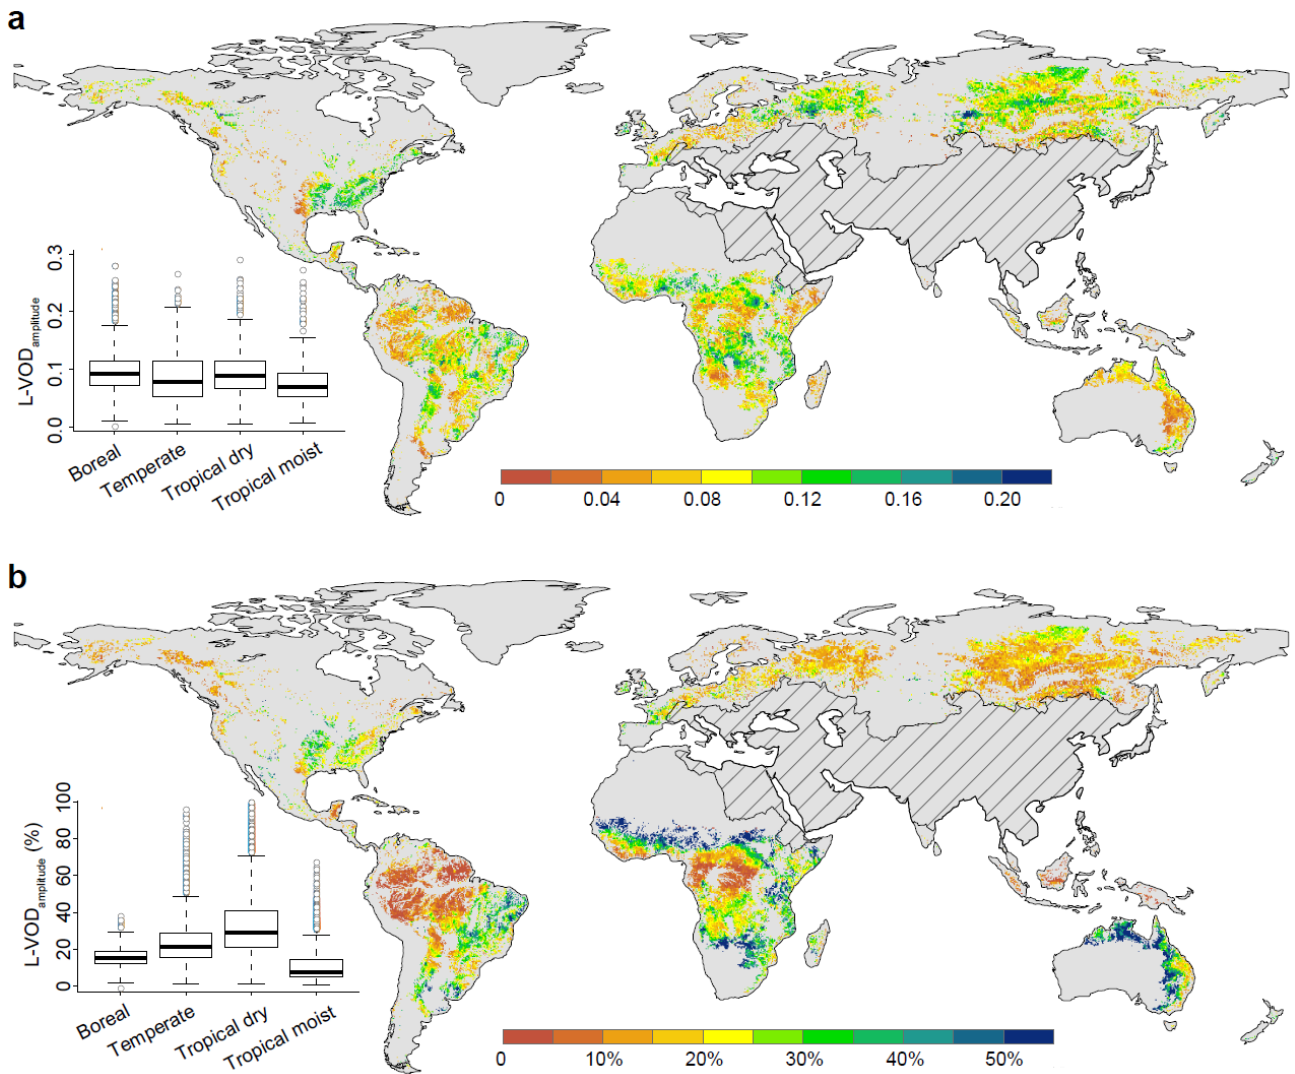 a
0.3
0.2
0.1
0.0
L-VODamplitude
Boreal
Temperate
Tropical dry
Tropical moist
0 0.04 0.08 0.12 0.16 0.20
b
100
80
60
40
20
0
L-VODamplitude (%)
Boreal
Temperate
Tropical dry
Tropical moist
0 10% 20% 30% 40% 50%